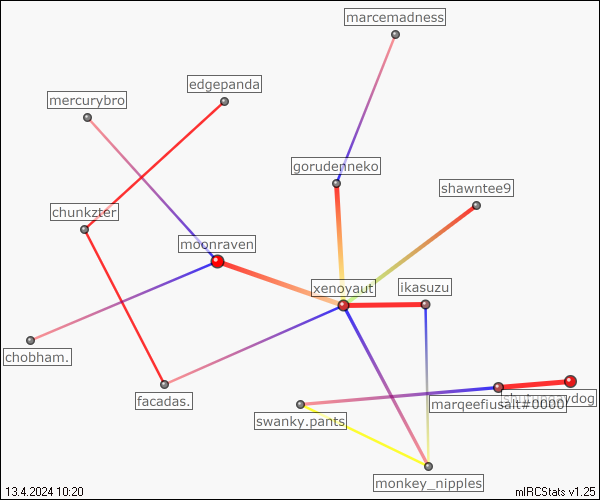 marcemadness
edgepanda
mercurybro
gorudenneko
shawntee9
chunkzter
moonraven
xenoyaut
ikasuzu
chobham.
facadas.
marqeefiusalt#0000
swanky.pants
monkey_nipples
13.4.2024 10:20
mIRCStats v1.25